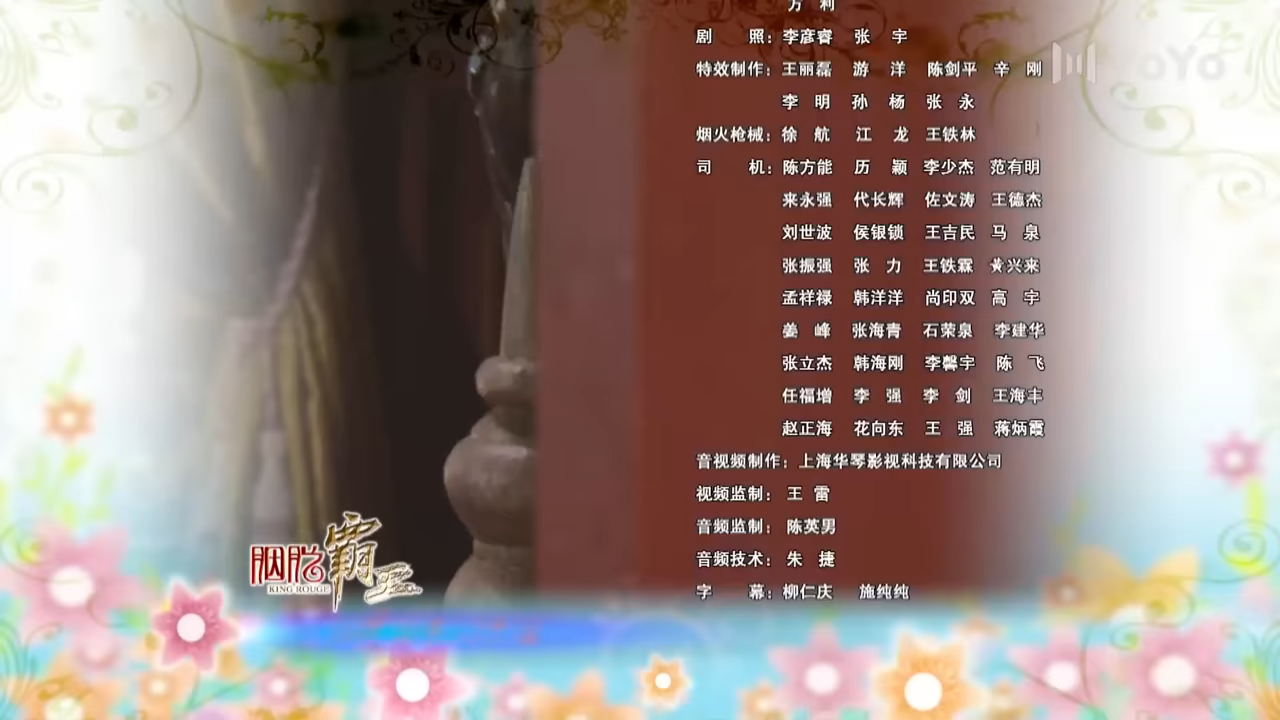 方 利
剧 照：李彦睿 张 宇
特效制作：王丽磊 游 洋 陈剑平 辛 刚
李 明 孙 杨 张 永
烟火枪械：徐 航 江 龙 王铁林
司 机：陈方能 历 颖 李少杰 范有明
来永强 代长辉 佐文涛 王德杰
刘世波 侯银锁 王吉民 马 泉
张振强 张 力 王铁霖 黄兴来
孟祥禄 韩洋洋 尚印双 高 宇
姜 峰 张海青 石荣泉 李建华
张立杰 韩海刚 李馨宇 陈 飞
任福增 李 强 李 剑 王海丰
赵正海 花向东 王 强 蒋炳霞
音视频制作：上海华琴影视科技有限公司
视频监制：王 雷
音频监制：陈英男
音频技术：朱 捷
字 幕：柳仁庆 施纯纯
胭脂霸王
KING ROUGE
YoYo